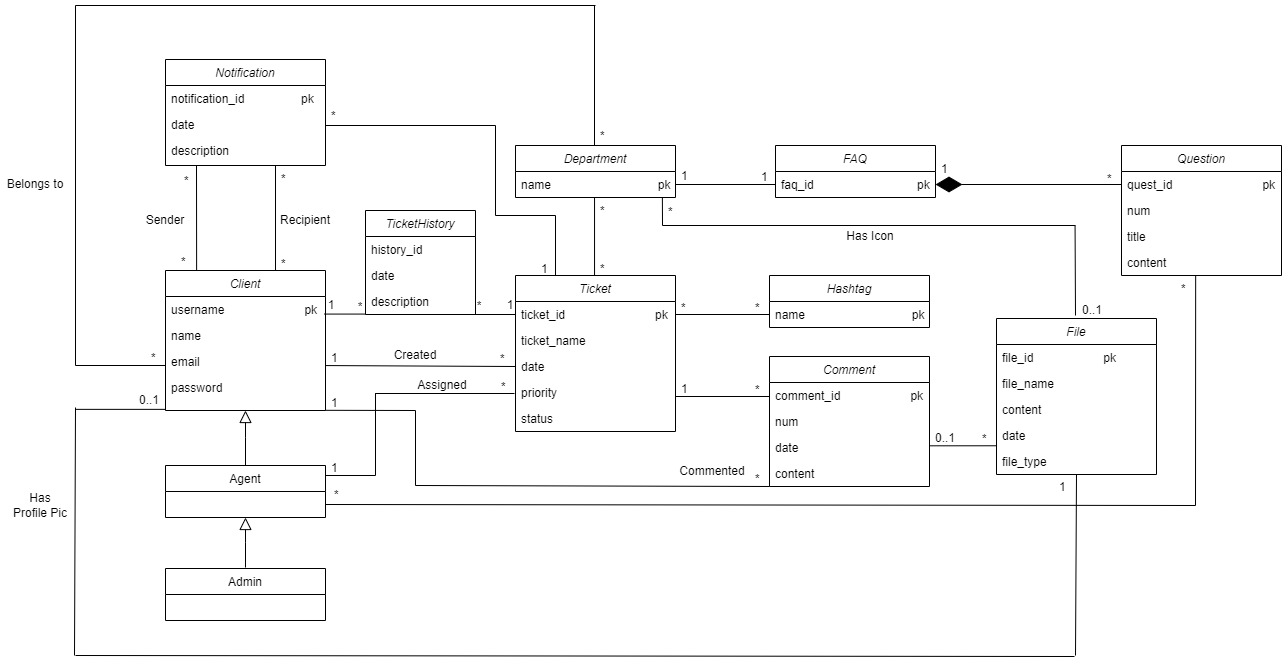 Notification
notification_id pk
date
description
*
*
*
Belongs to
Sender
Recipient
*
*
*
Department
name pk
1
1
FAQ
faq_id pk
1
*
Question
quest_id pk
num
title
content
*
*
*
*
Has Icon
0..1
TicketHistory
history_id
date
description
*
*
Client
username pk
name
email
password
1
1
1
*
0..1
1
1
Ticket
ticket_id pk
ticket_name
date
priority
status
Created
*
Assigned
*
*
*
Hashtag
name pk
1
*
Comment
comment_id pk
num
date
content
0..1
*
File
file_id pk
file_name
content
date
file_type
1
Commented
*
Agent
1
*
Has
Profile Pic
Admin